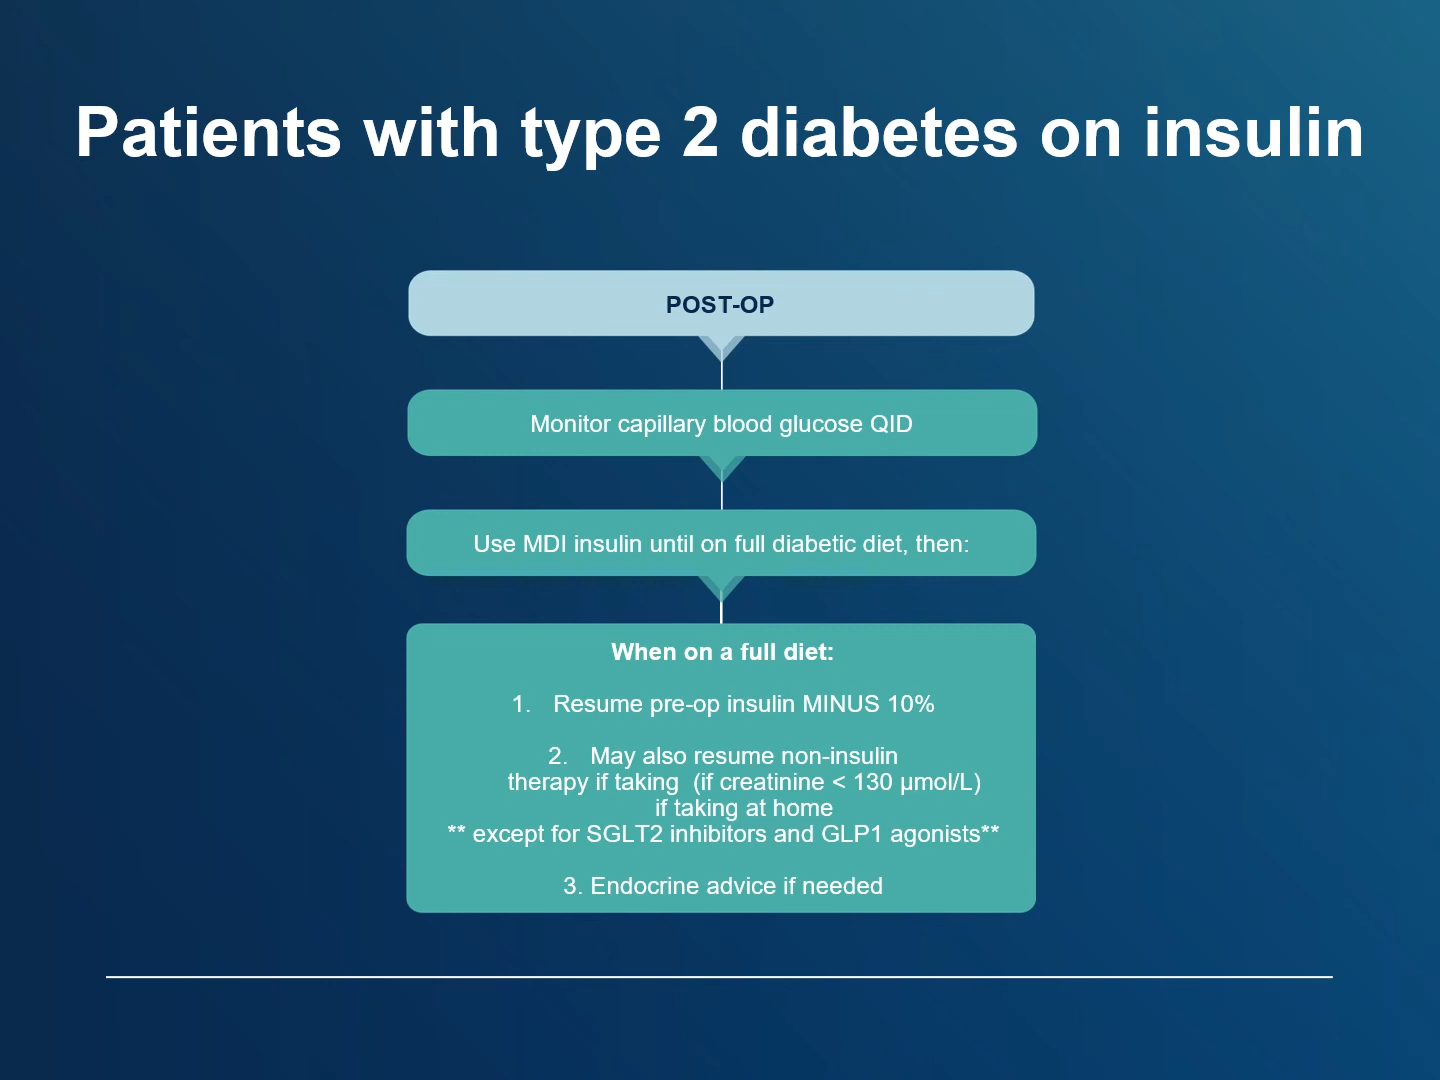 Patients with type 2 diabetes on insulin
POST-OP
Monitor capillary blood glucose QID
Use MDI insulin until on full diabetic diet, then:
When on a full diet:
1. Resume pre-op insulin MINUS 10%
2. May also resume non-insulin
therapy if taking (if creatinine < 130 µmol/L)
if taking at home
** except for SGLT2 inhibitors and GLP1 agonists**
3. Endocrine advice if needed